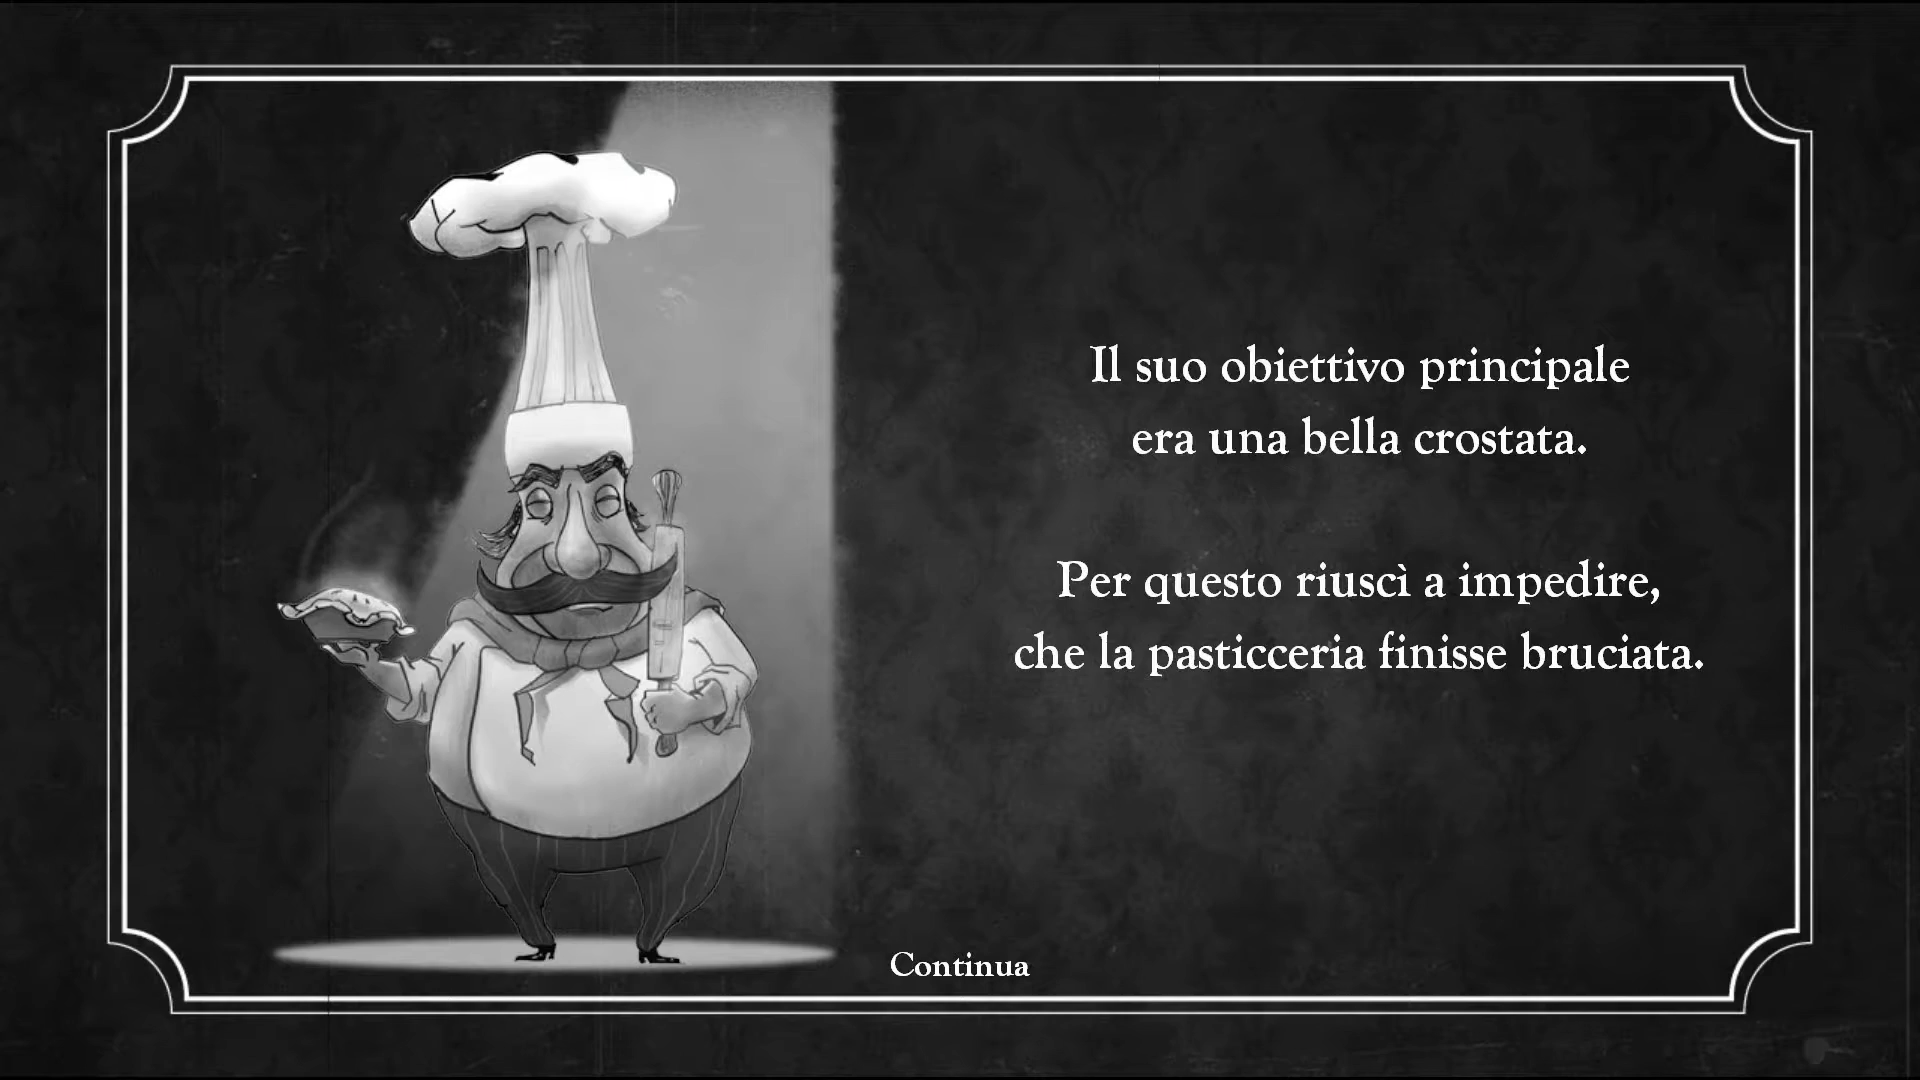 Il suo obiettivo principale
era una bella crostata.
Per questo riuscì a impedire,
che la pasticceria finisse bruciata.
Continua